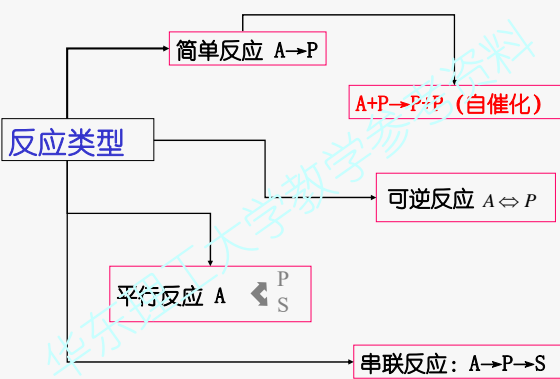 简单反应 A→P
A+P→P+P（自催化）
反应类型
可逆反应 A⇔P
平行反应 A
P
S
串联反应：A→P→S
华东理工大学教学参考资料